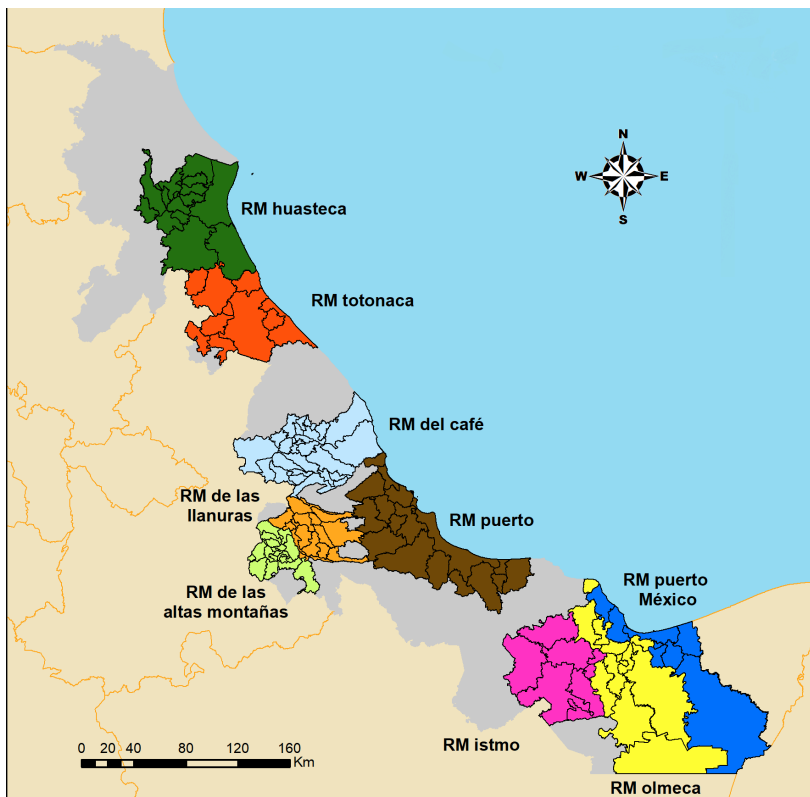 N
W E
S
RM huasteca
RM totonaca
RM del café
RM de las
llanuras
RM puerto
RM puerto
México
RM de las
altas montañas
RM istmo
0 20 40 80 120 160
Km
RM olmeca